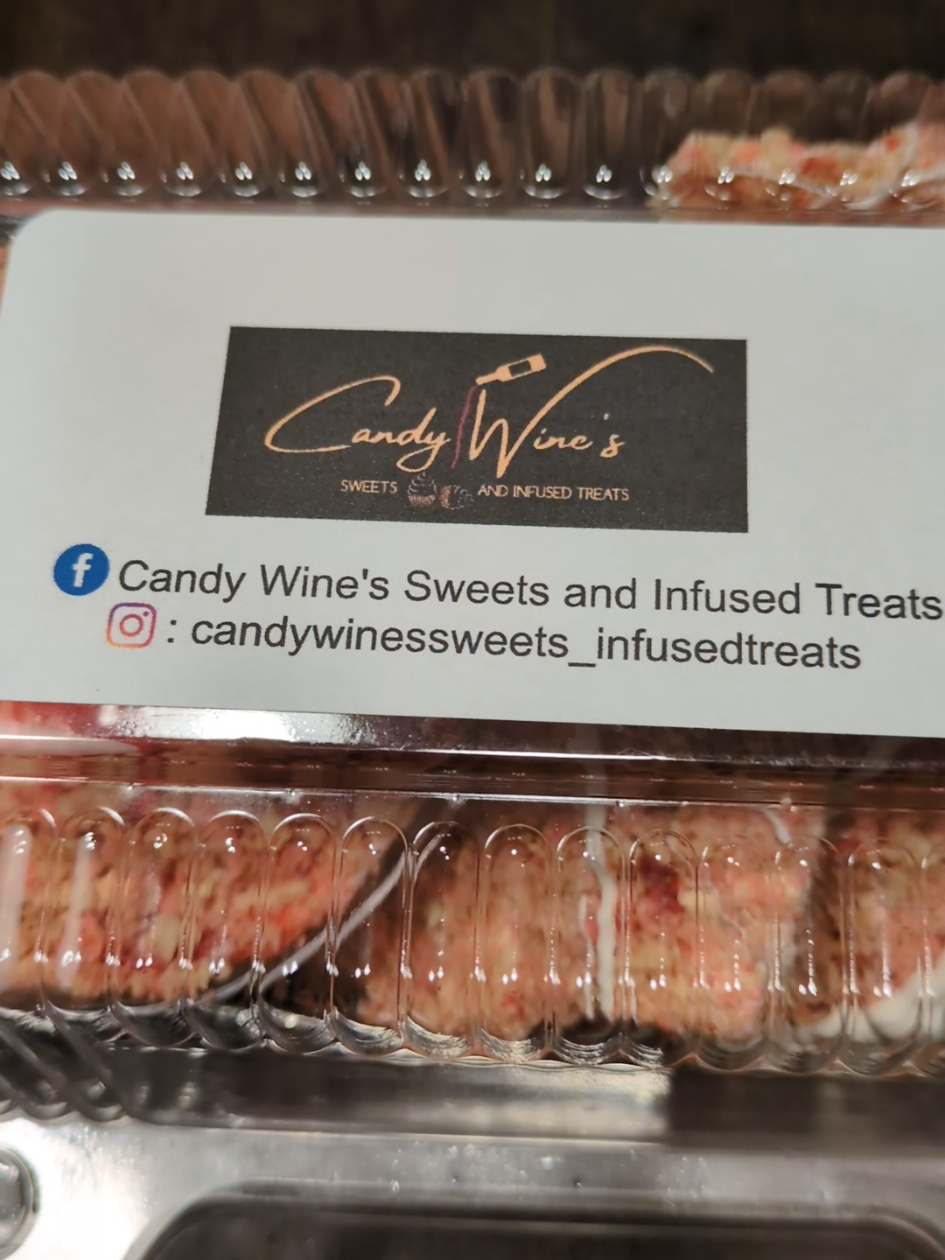 Candy Wine's
SWEETS AND INFUSED TREATS
Candy Wine's Sweets and Infused Treats
: candywinessweets_infusedtreats